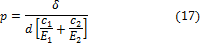 p = δ / d [ c₁/E₁ + c₂/E₂ ] (17)